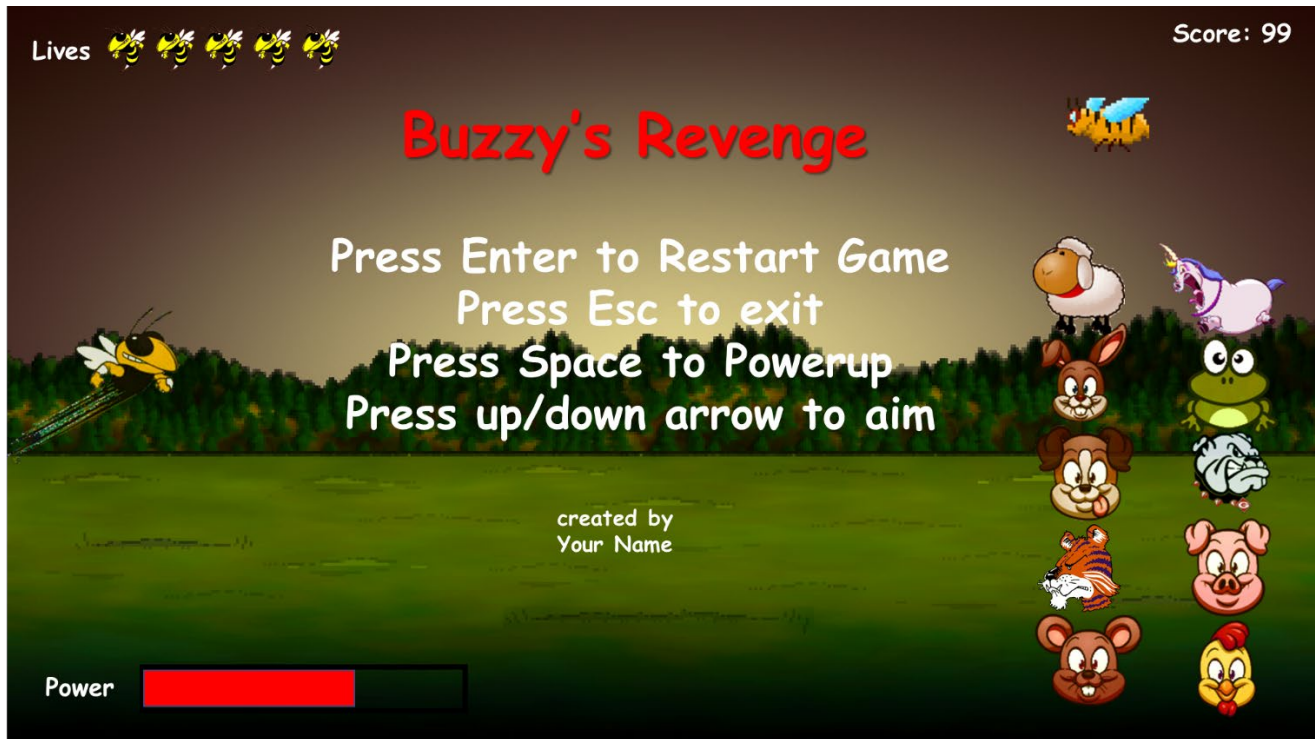 Lives
Score: 99
Buzzy's Revenge
Press Enter to Restart Game
Press Esc to exit
Press Space to Powerup
Press up/down arrow to aim
created by
Your Name
Power